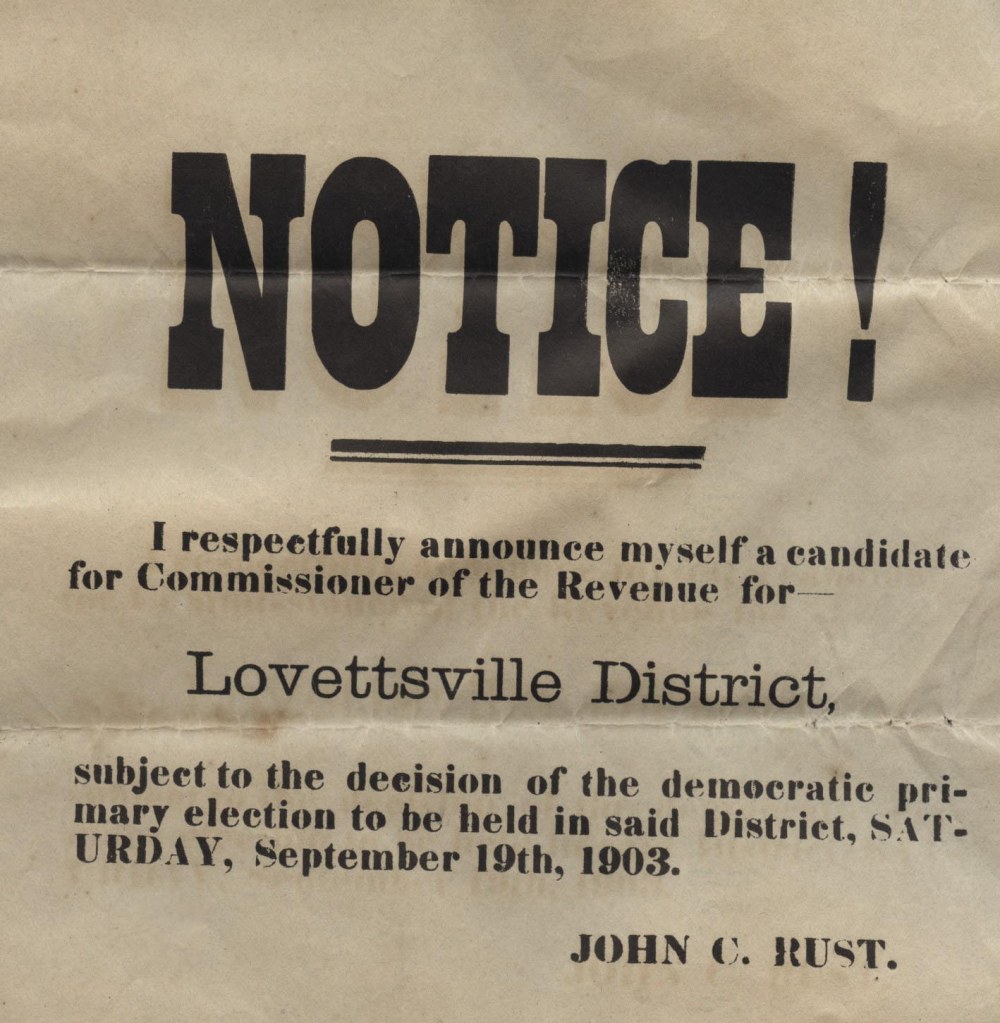 NOTICE !
I respectfully announce myself a candidate
for Commissioner of the Revenue for—
Lovettsville District,
subject to the decision of the democratic pri-
mary election to be held in said District, SAT-
URDAY, September 19th, 1903.
JOHN C. RUST.